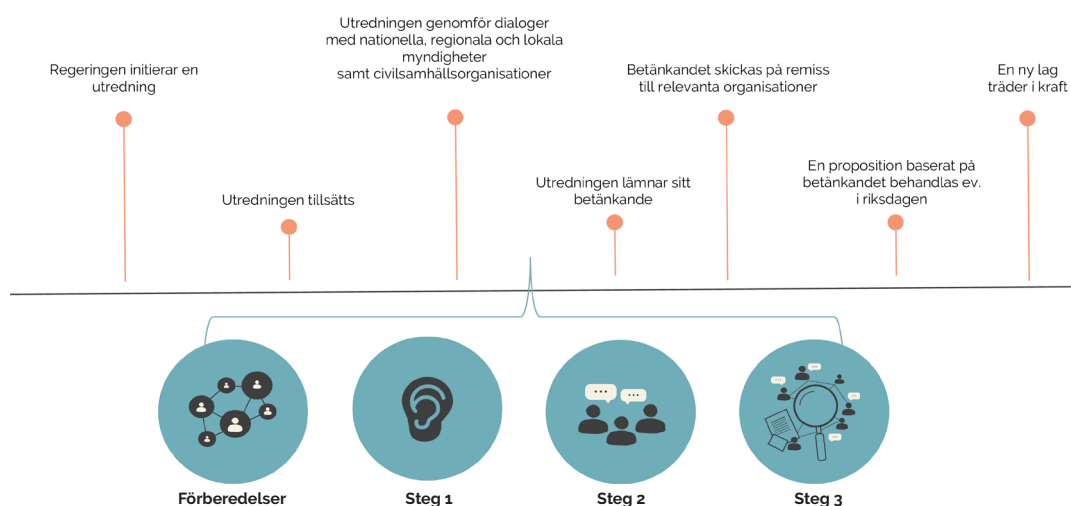 Regeringen initierar en
utredning
Utredningen tillsätts
Utredningen genomför dialoger
med nationella, regionala och lokala
myndigheter
samt civilsamhällsorganisationer
Utredningen lämnar sitt
betänkande
Betänkandet skickas på remiss
till relevanta organisationer
En proposition baserat på
betänkandet behandlas ev.
i riksdagen
En ny lag
träder i kraft
Förberedelser
Steg 1
Steg 2
Steg 3